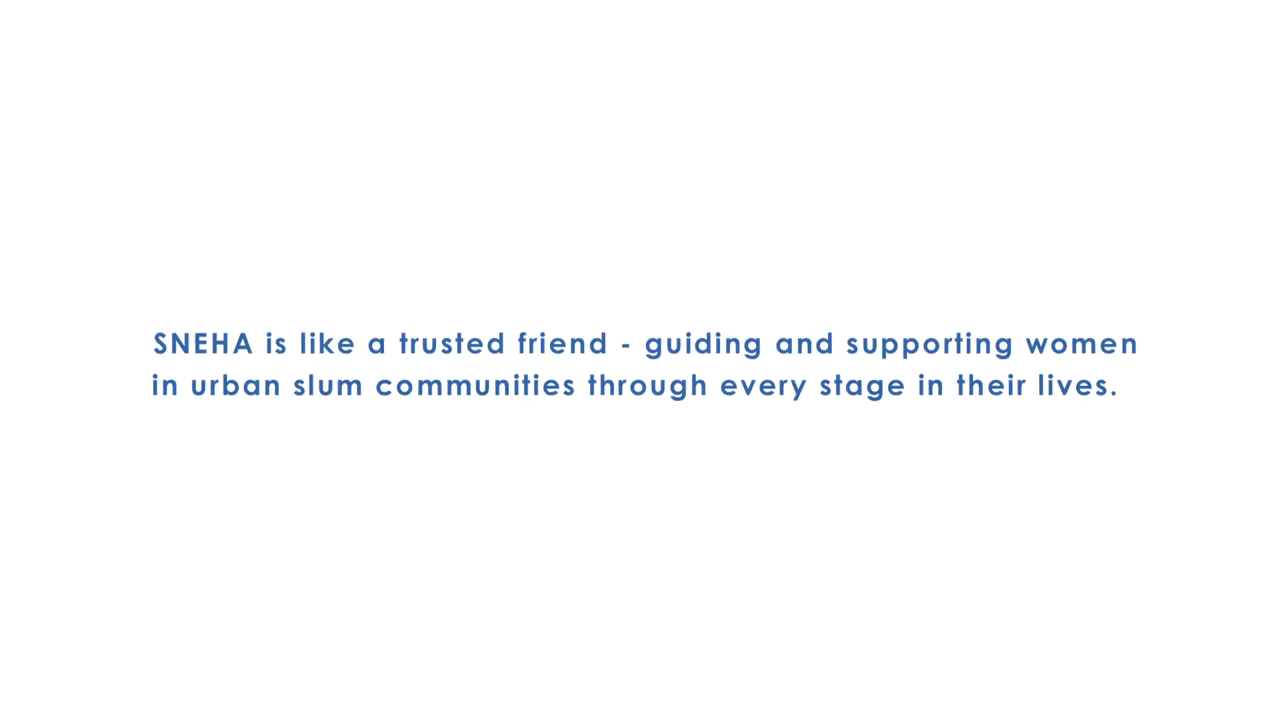 SNEHA is like a trusted friend - guiding and supporting women
in urban slum communities through every stage in their lives.